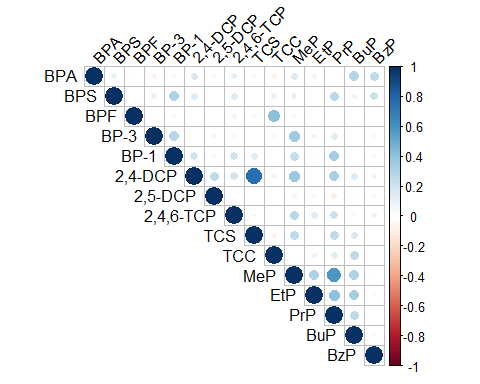 BPA
BPS
BPF
BP-3
BP-1
2,4-DCP
2,5-DCP
2,4,6-TCP
TCS
TCC
MeP
EtP
PrP
BuP
BzP
BPA
BPS
BPF
BP-3
BP-1
2,4-DCP
2,5-DCP
2,4,6-TCP
TCS
TCC
MeP
EtP
PrP
BuP
BzP
1
0.8
0.6
0.4
0.2
0
-0.2
-0.4
-0.6
-0.8
-1